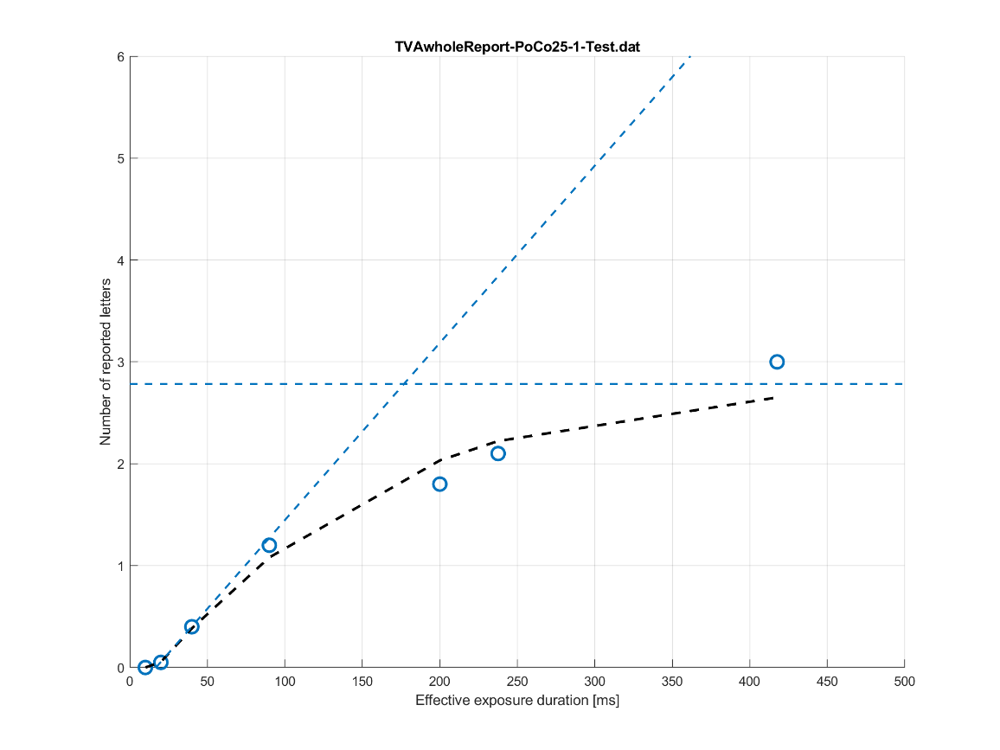 TVAwholeReport-PoCo25-1-Test.dat
6
5
4
3
2
1
0
Number of reported letters
0 50 100 150 200 250 300 350 400 450 500
Effective exposure duration [ms]